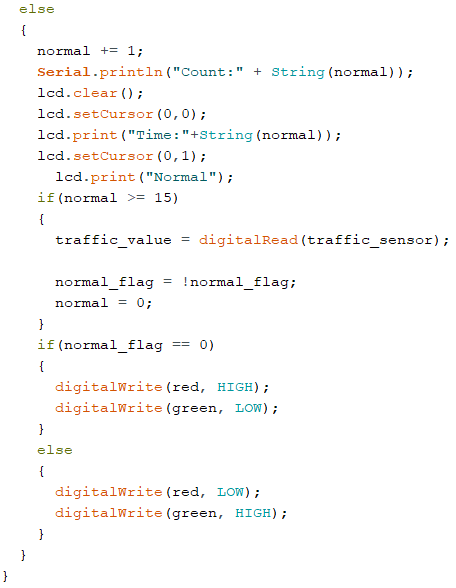 else
{
normal += 1;
Serial.println("Count:" + String(normal));
lcd.clear();
lcd.setCursor(0,0);
lcd.print("Time:"+String(normal));
lcd.setCursor(0,1);
lcd.print("Normal");
if(normal >= 15)
{
traffic_value = digitalRead(traffic_sensor);
normal_flag = !normal_flag;
normal = 0;
}
if(normal_flag == 0)
{
digitalWrite(red, HIGH);
digitalWrite(green, LOW);
}
else
{
digitalWrite(red, LOW);
digitalWrite(green, HIGH);
}
}
}